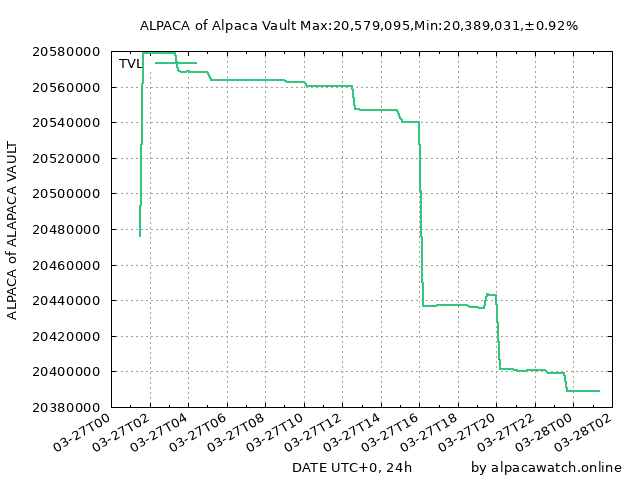 ALPACA of Alpaca Vault Max:20,579,095,Min:20,389,031,±0.92%
TVL
ALPACA of ALAPACA VAULT
20580000
20560000
20540000
20520000
20500000
20480000
20460000
20440000
20420000
20400000
20380000
03-27T00
03-27T02
03-27T04
03-27T06
03-27T08
03-27T10
03-27T12
03-27T14
03-27T16
03-27T18
03-27T20
03-27T22
03-28T00
03-28T02
DATE UTC+0, 24h
by alpacawatch.online